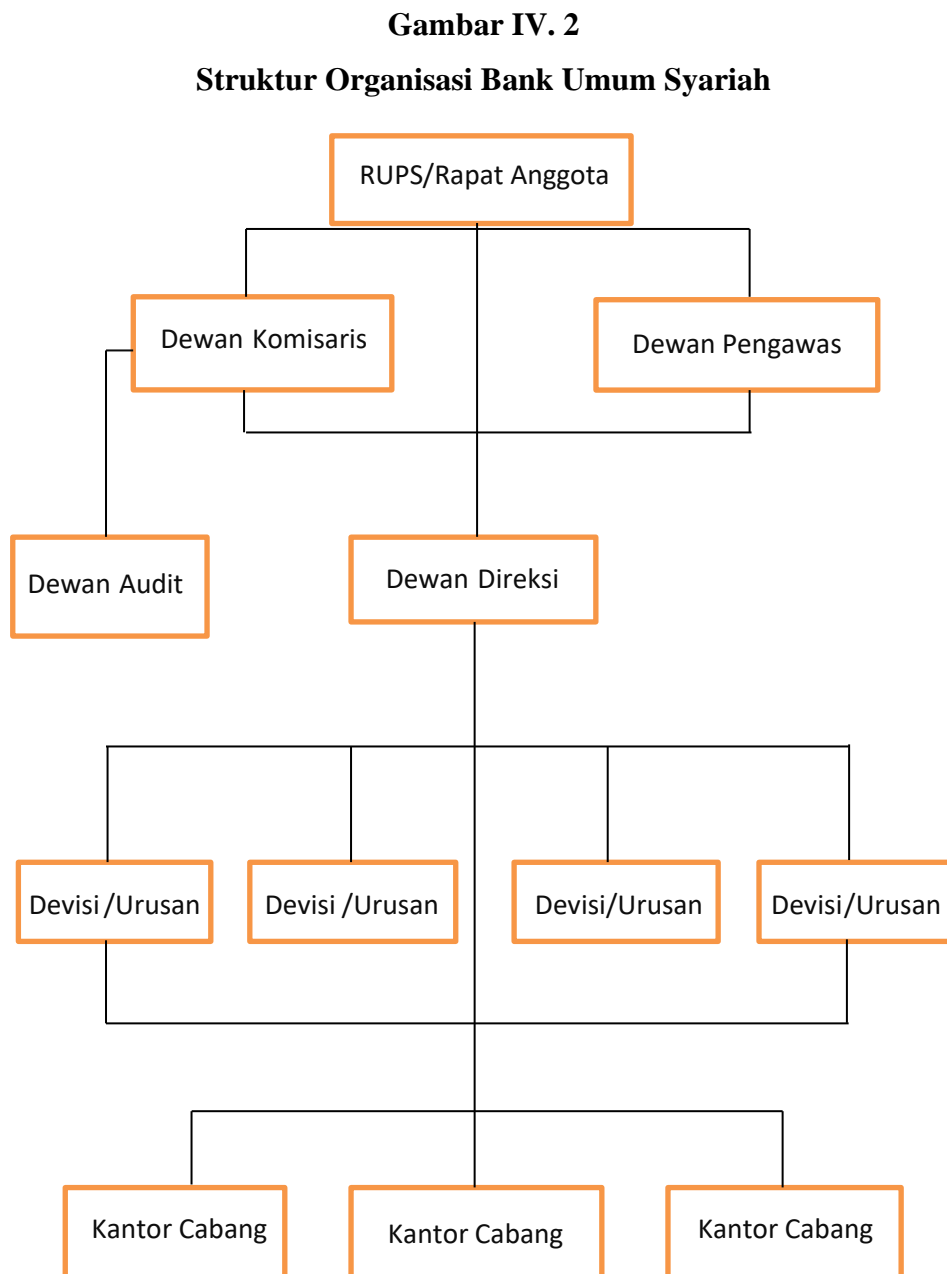 Gambar IV. 2
Struktur Organisasi Bank Umum Syariah
RUPS/Rapat Anggota
Dewan Komisaris
Dewan Pengawas
Dewan Audit
Dewan Direksi
Devisi /Urusan
Devisi /Urusan
Devisi/Urusan
Devisi/Urusan
Kantor Cabang
Kantor Cabang
Kantor Cabang